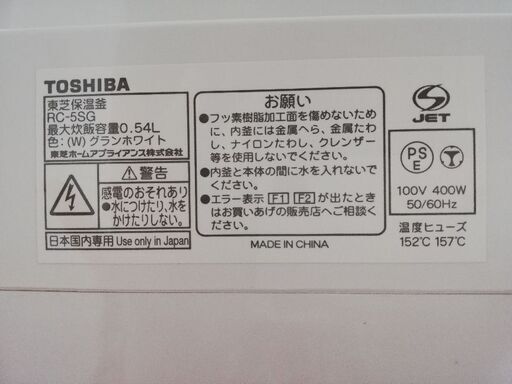 TOSHIBA
東芝保温釜
RC-5SG
最大炊飯容量0.54L
色:(W)グランホワイト
東芝ホームアプライアンス株式会社
警告
感電のおそれあり
●水につけたり、水を
かけたりしない。
日本国内専用 Use only in Japan
お願い
●フッ素樹脂加工面を傷めないため
に、内釜には金属へら、金属たわ
し、ナイロンたわし、クレンザー
等を使用しないでください。
●内釜と本体の間に水を入れないで
ください。
●エラー表示 F1 F2 が出たとき
はお買いあげの販売店へご相談く
ださい。
MADE IN CHINA
JET
PS
E
100V 400W
50/60Hz
温度ヒューズ
152℃ 157℃